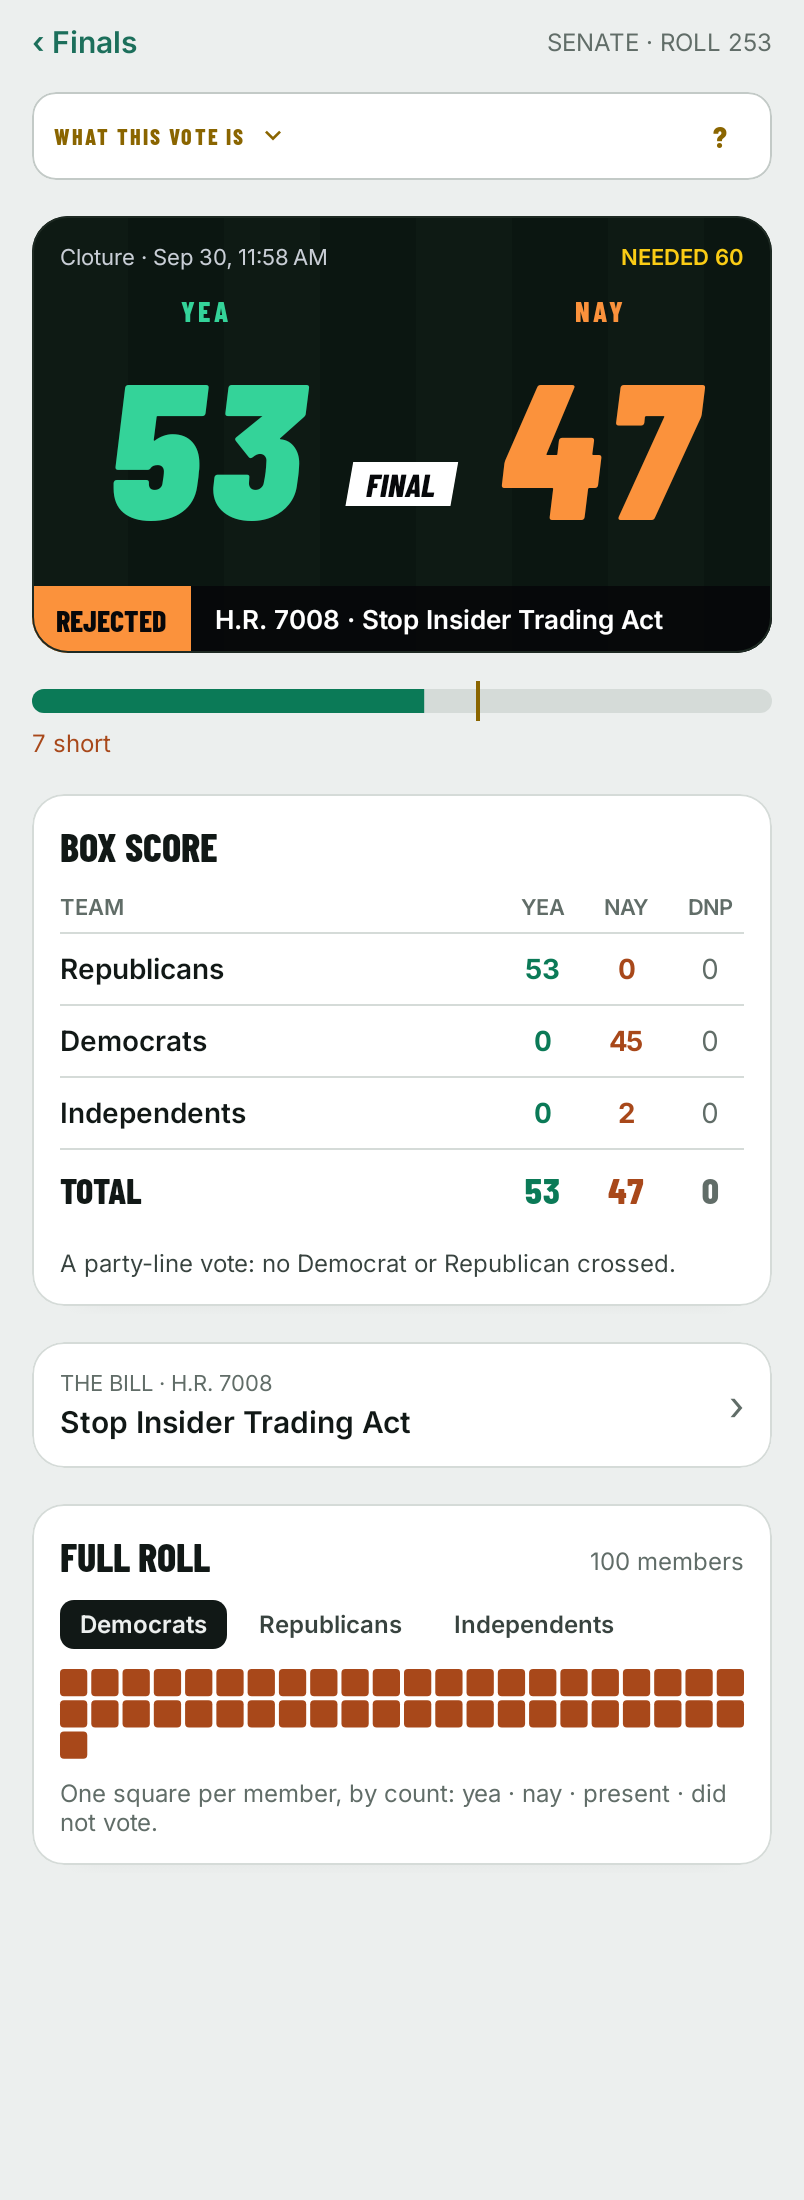 ‹ Finals
SENATE · ROLL 253
WHAT THIS VOTE IS
?
Cloture · Sep 30, 11:58 AM
NEEDED 60
YEA
NAY
53
FINAL
47
REJECTED
H.R. 7008 · Stop Insider Trading Act
7 short
BOX SCORE
TEAM YEA NAY DNP
Republicans 53 0 0
Democrats 0 45 0
Independents 0 2 0
TOTAL 53 47 0
A party-line vote: no Democrat or Republican crossed.
THE BILL · H.R. 7008
Stop Insider Trading Act
›
FULL ROLL
100 members
Democrats Republicans Independents
One square per member, by count: yea · nay · present · did
not vote.